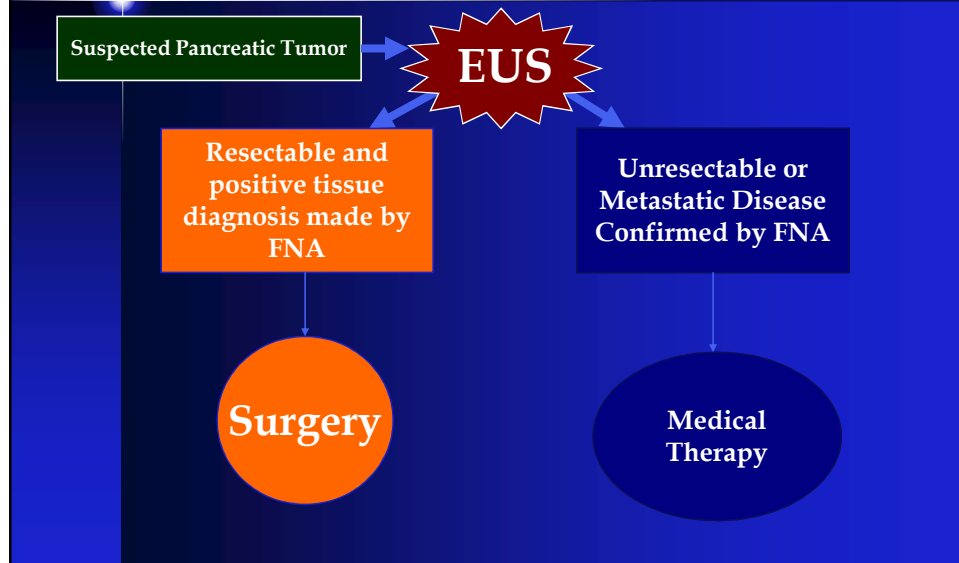 Suspected Pancreatic Tumor
EUS
Resectable and
positive tissue
diagnosis made by
FNA
Unresectable or
Metastatic Disease
Confirmed by FNA
Surgery
Medical
Therapy